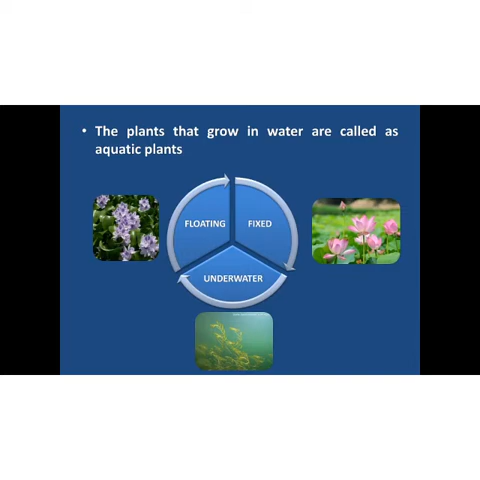 • The plants that grow in water are called as
aquatic plants
FLOATING
FIXED
UNDERWATER